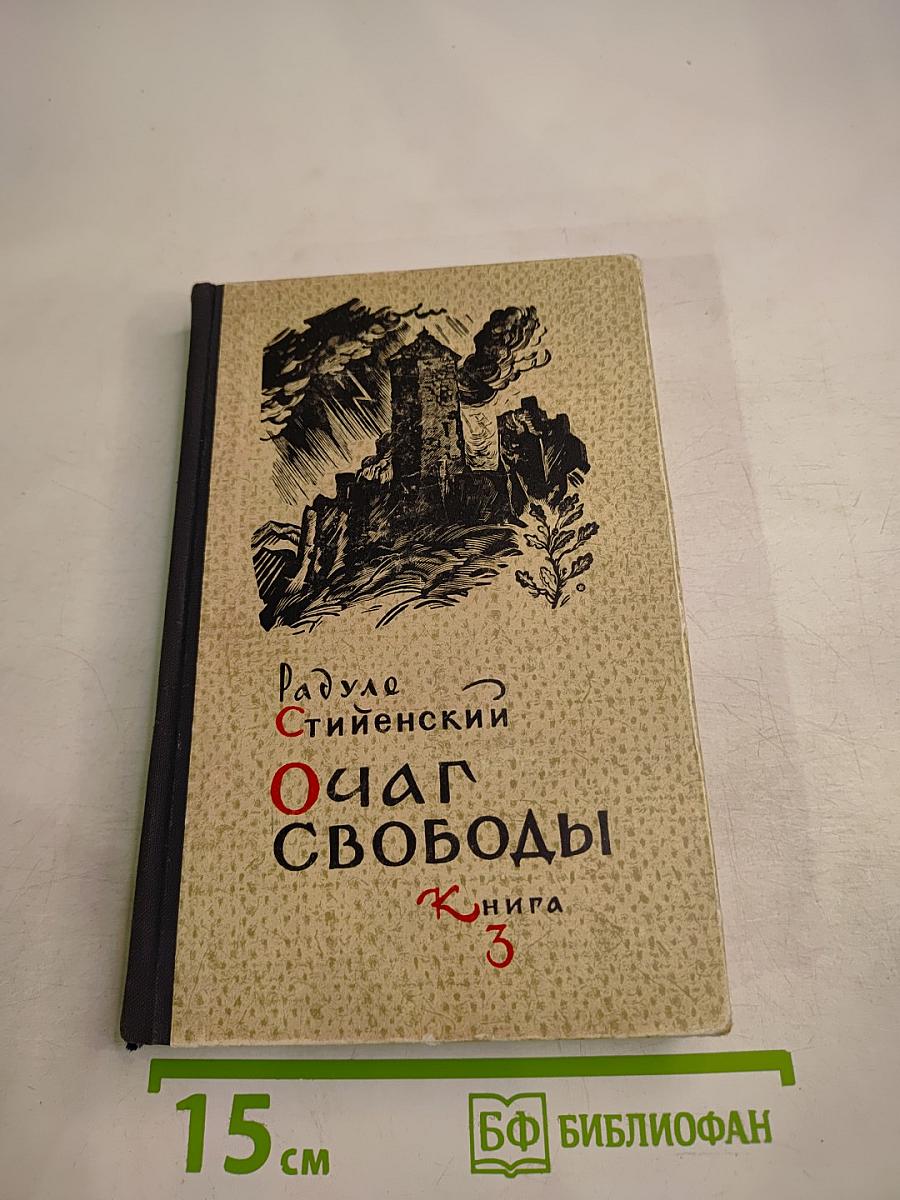 Радуле
Стийенский
Очаг
свободы
Книга
3
15 см
БФ БИБЛИОФАН